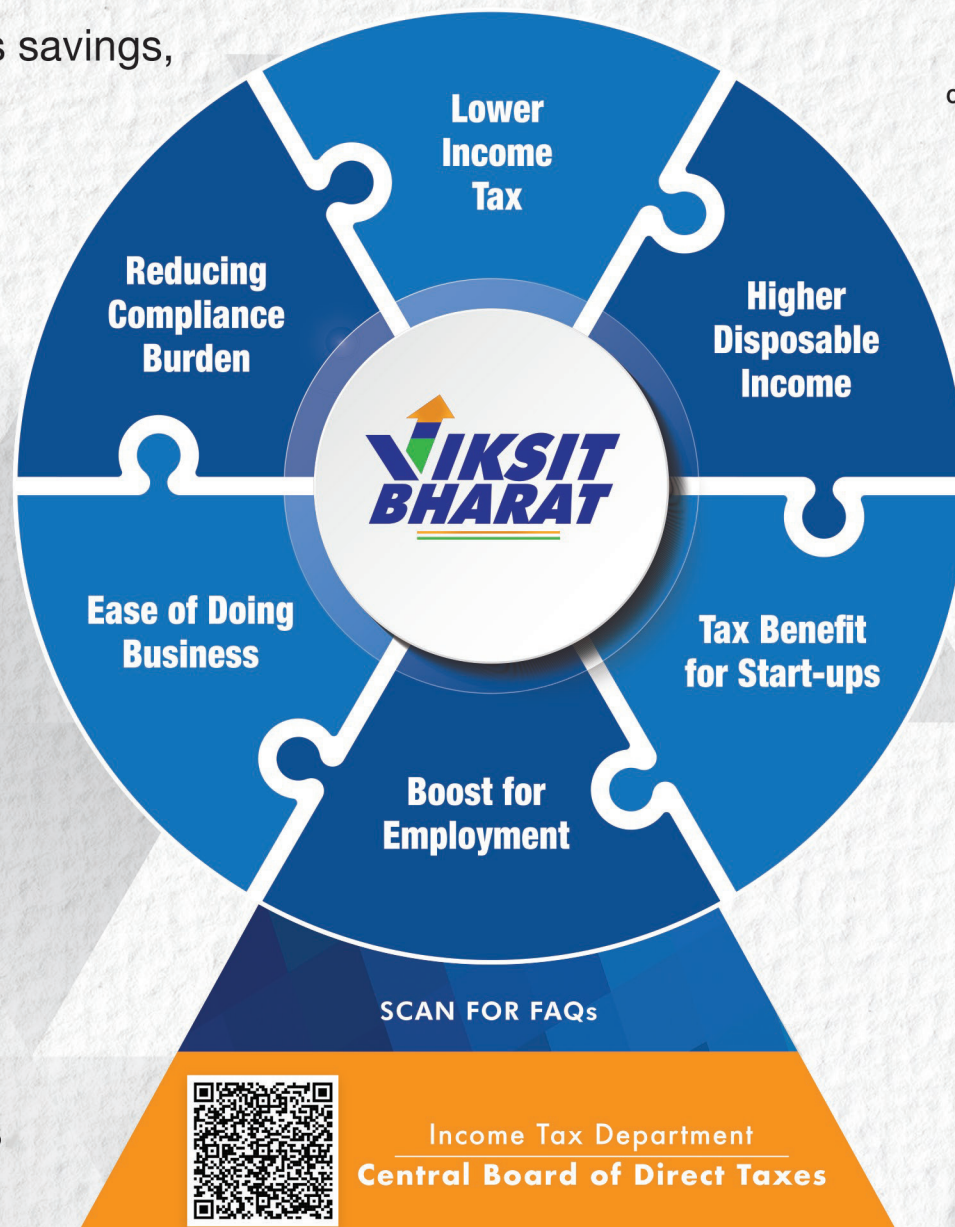 s savings,
Lower
Income
Tax
Higher
Disposable
Income
Tax Benefit
for Start-ups
Boost for
Employment
Ease of Doing
Business
Reducing
Compliance
Burden
VIKSIT
BHARAT
SCAN FOR FAQs
Income Tax Department
Central Board of Direct Taxes